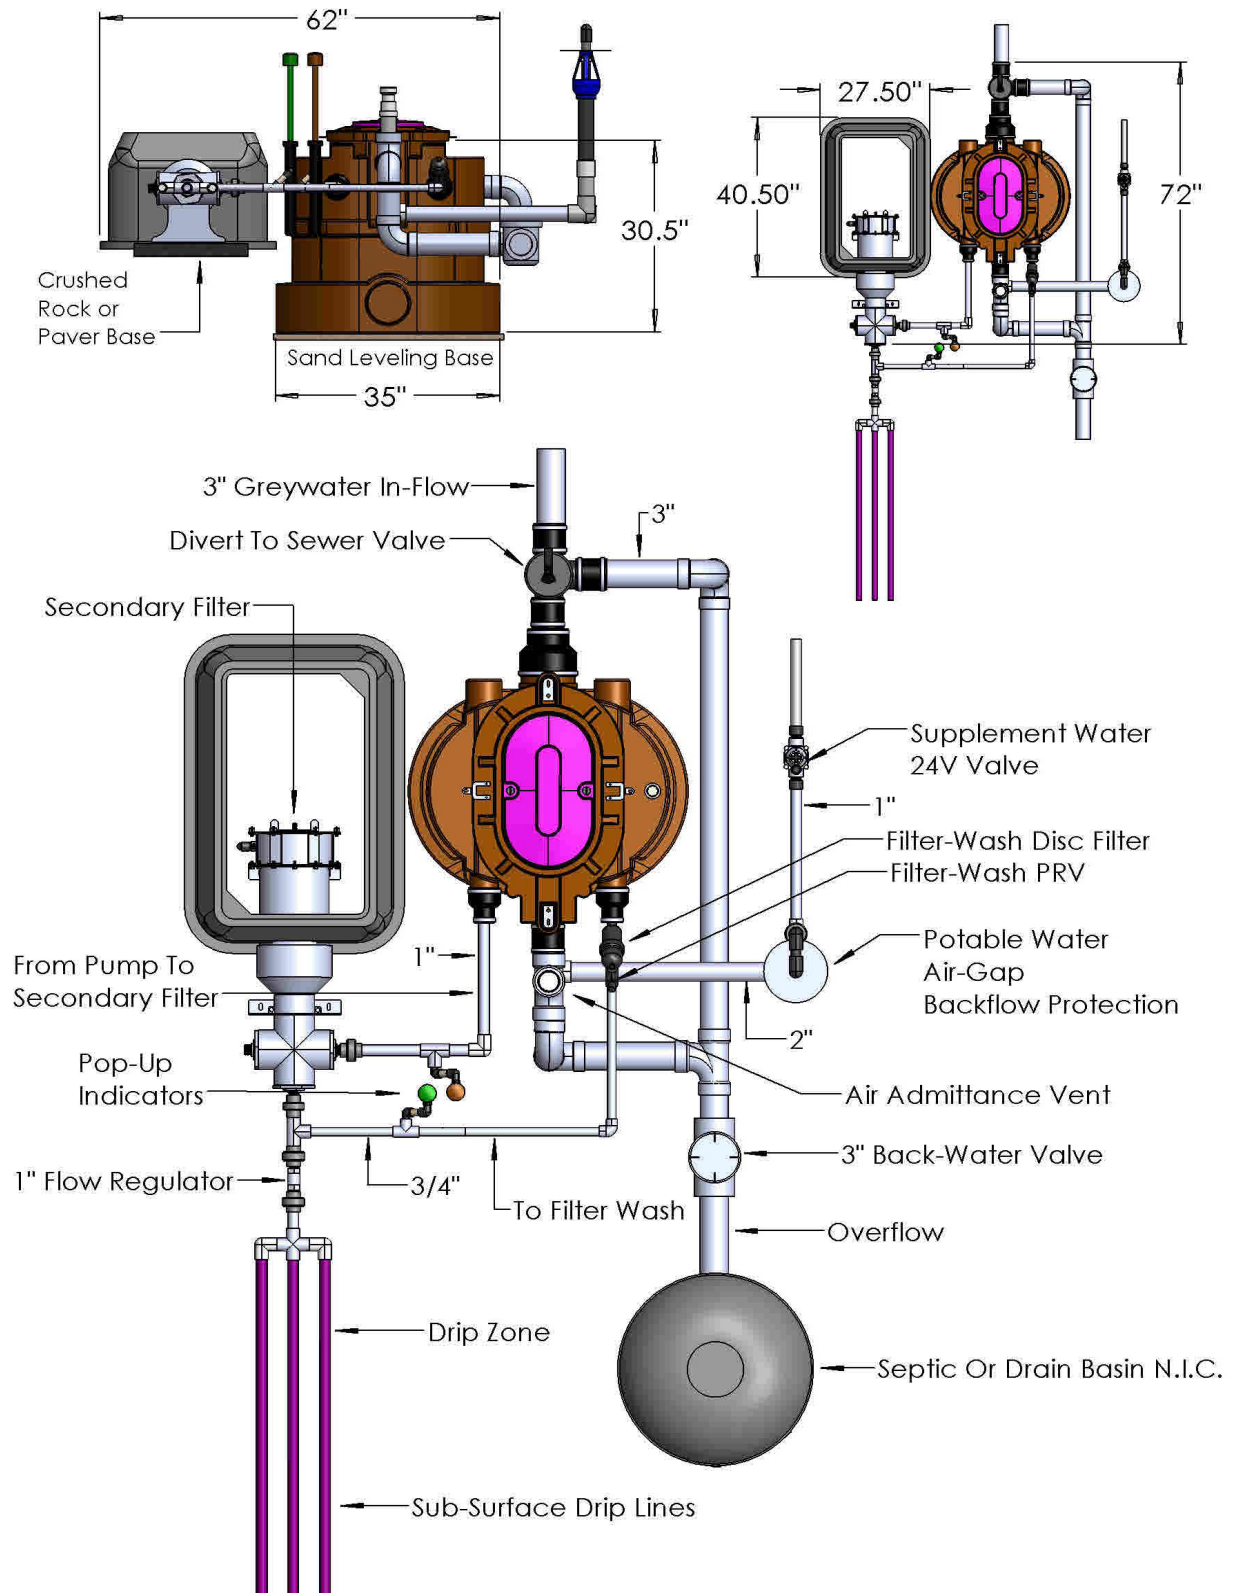 62"
27.50"
40.50"
72"
30.5"
Crushed
Rock or
Paver Base
Sand Leveling Base
35"
3" Greywater In-Flow
3"
Divert To Sewer Valve
Secondary Filter
Supplement Water
24V Valve
1"
Filter-Wash Disc Filter
Filter-Wash PRV
Potable Water
Air-Gap
Backflow Protection
1"
From Pump To
Secondary Filter
2"
Pop-Up
Indicators
Air Admittance Vent
3" Back-Water Valve
1" Flow Regulator
3/4"
To Filter Wash
Overflow
Drip Zone
Septic Or Drain Basin N.I.C.
Sub-Surface Drip Lines